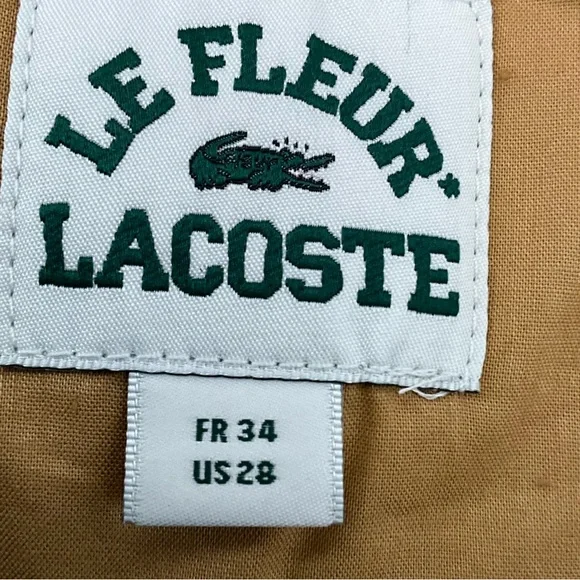 LE FLEUR*
LACOSTE
FR 34
US 28